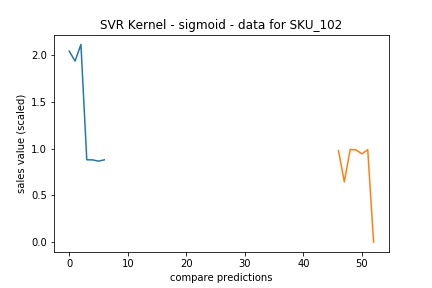 SVR Kernel - sigmoid - data for SKU_102
sales value (scaled)
2.0
1.5
1.0
0.5
0.0
0 10 20 30 40 50
compare predictions